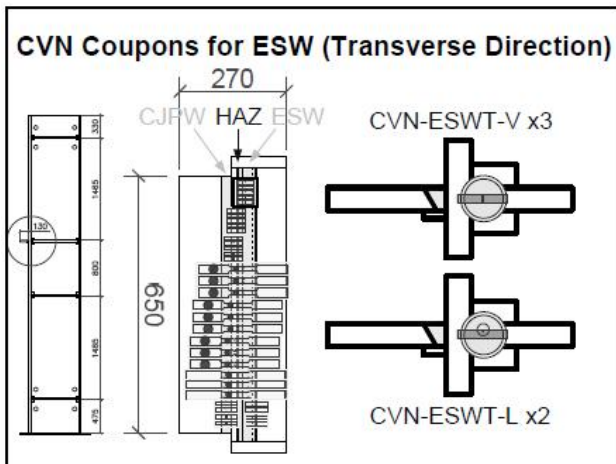 CVN Coupons for ESW (Transverse Direction)
270
CJPW HAZ ESW
CVN-ESWT-V x3
330
1485
130
800
650
1485
475
CVN-ESWT-L x2